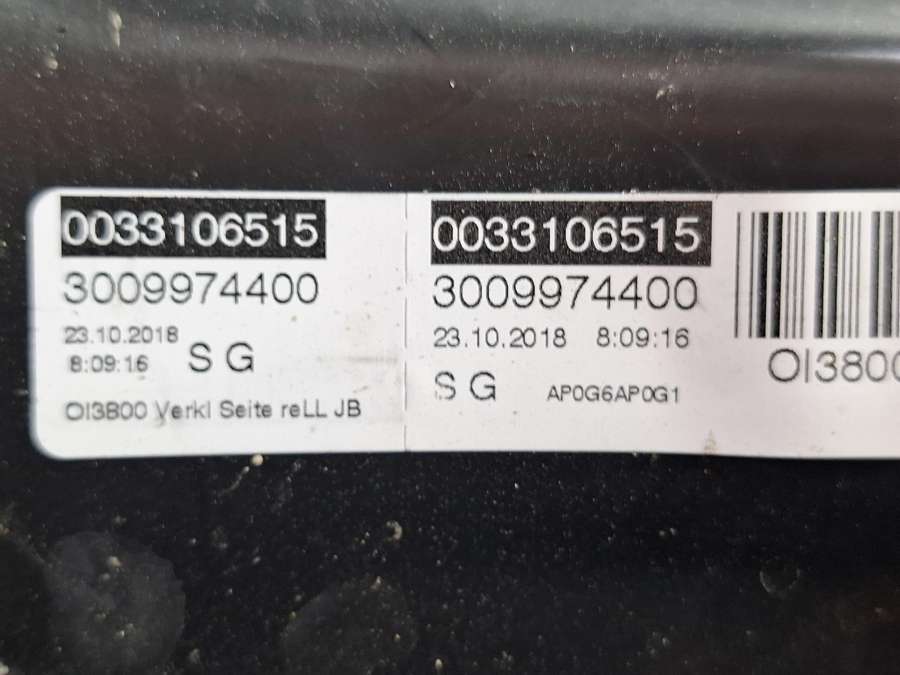 0033106515
3009974400
23.10.2018
8:09:16 S G
OI3800 Verkl Seite reLL JB
0033106515
3009974400
23.10.2018 8:09:16
S G AP0G6AP0G1
OI3800